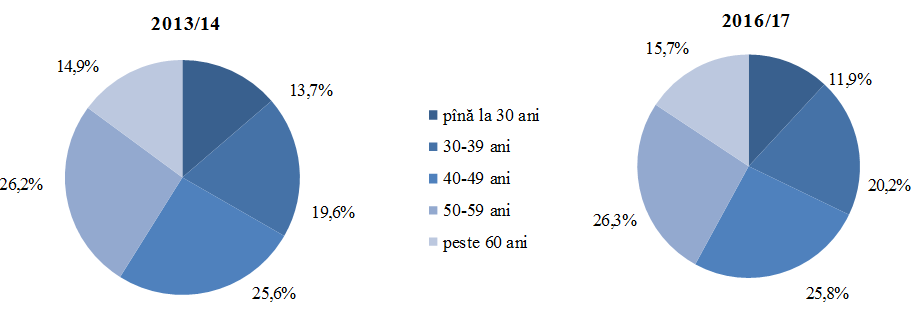 2013/14
14,9%
13,7%
26,2%
19,6%
25,6%
pînă la 30 ani
30-39 ani
40-49 ani
50-59 ani
peste 60 ani
2016/17
15,7%
11,9%
26,3%
20,2%
25,8%